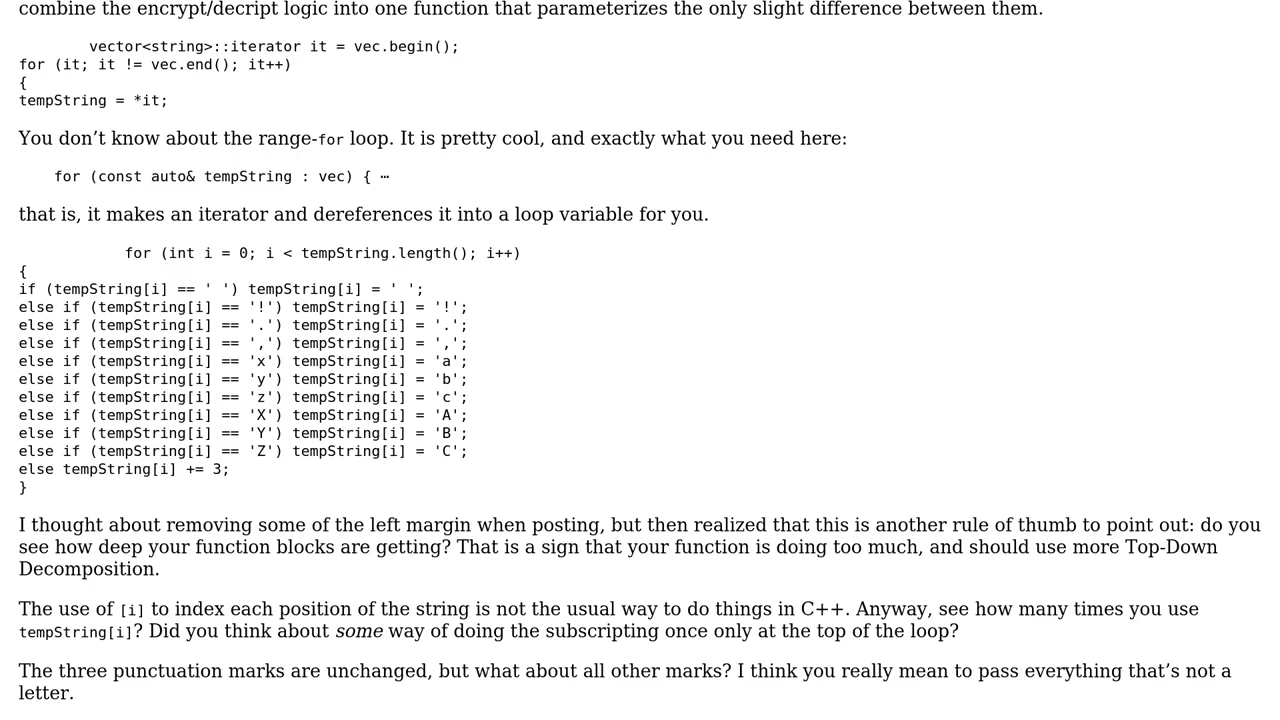 combine the encrypt/decript logic into one function that parameterizes the only slight difference between them.
vector<string>::iterator it = vec.begin();
for (it; it != vec.end(); it++)
{
tempString = *it;
You don’t know about the range-for loop. It is pretty cool, and exactly what you need here:
for (const auto& tempString : vec) { ⋯
that is, it makes an iterator and dereferences it into a loop variable for you.
for (int i = 0; i < tempString.length(); i++)
{
if (tempString[i] == ' ') tempString[i] = ' ';
else if (tempString[i] == '!') tempString[i] = '!';
else if (tempString[i] == '.') tempString[i] = '.';
else if (tempString[i] == ',') tempString[i] = ',';
else if (tempString[i] == 'x') tempString[i] = 'a';
else if (tempString[i] == 'y') tempString[i] = 'b';
else if (tempString[i] == 'z') tempString[i] = 'c';
else if (tempString[i] == 'X') tempString[i] = 'A';
else if (tempString[i] == 'Y') tempString[i] = 'B';
else if (tempString[i] == 'Z') tempString[i] = 'C';
else tempString[i] += 3;
}
I thought about removing some of the left margin when posting, but then realized that this is another rule of thumb to point out: do you
see how deep your function blocks are getting? That is a sign that your function is doing too much, and should use more Top-Down
Decomposition.
The use of [i] to index each position of the string is not the usual way to do things in C++. Anyway, see how many times you use
tempString[i]? Did you think about some way of doing the subscripting once only at the top of the loop?
The three punctuation marks are unchanged, but what about all other marks? I think you really mean to pass everything that’s not a
letter.